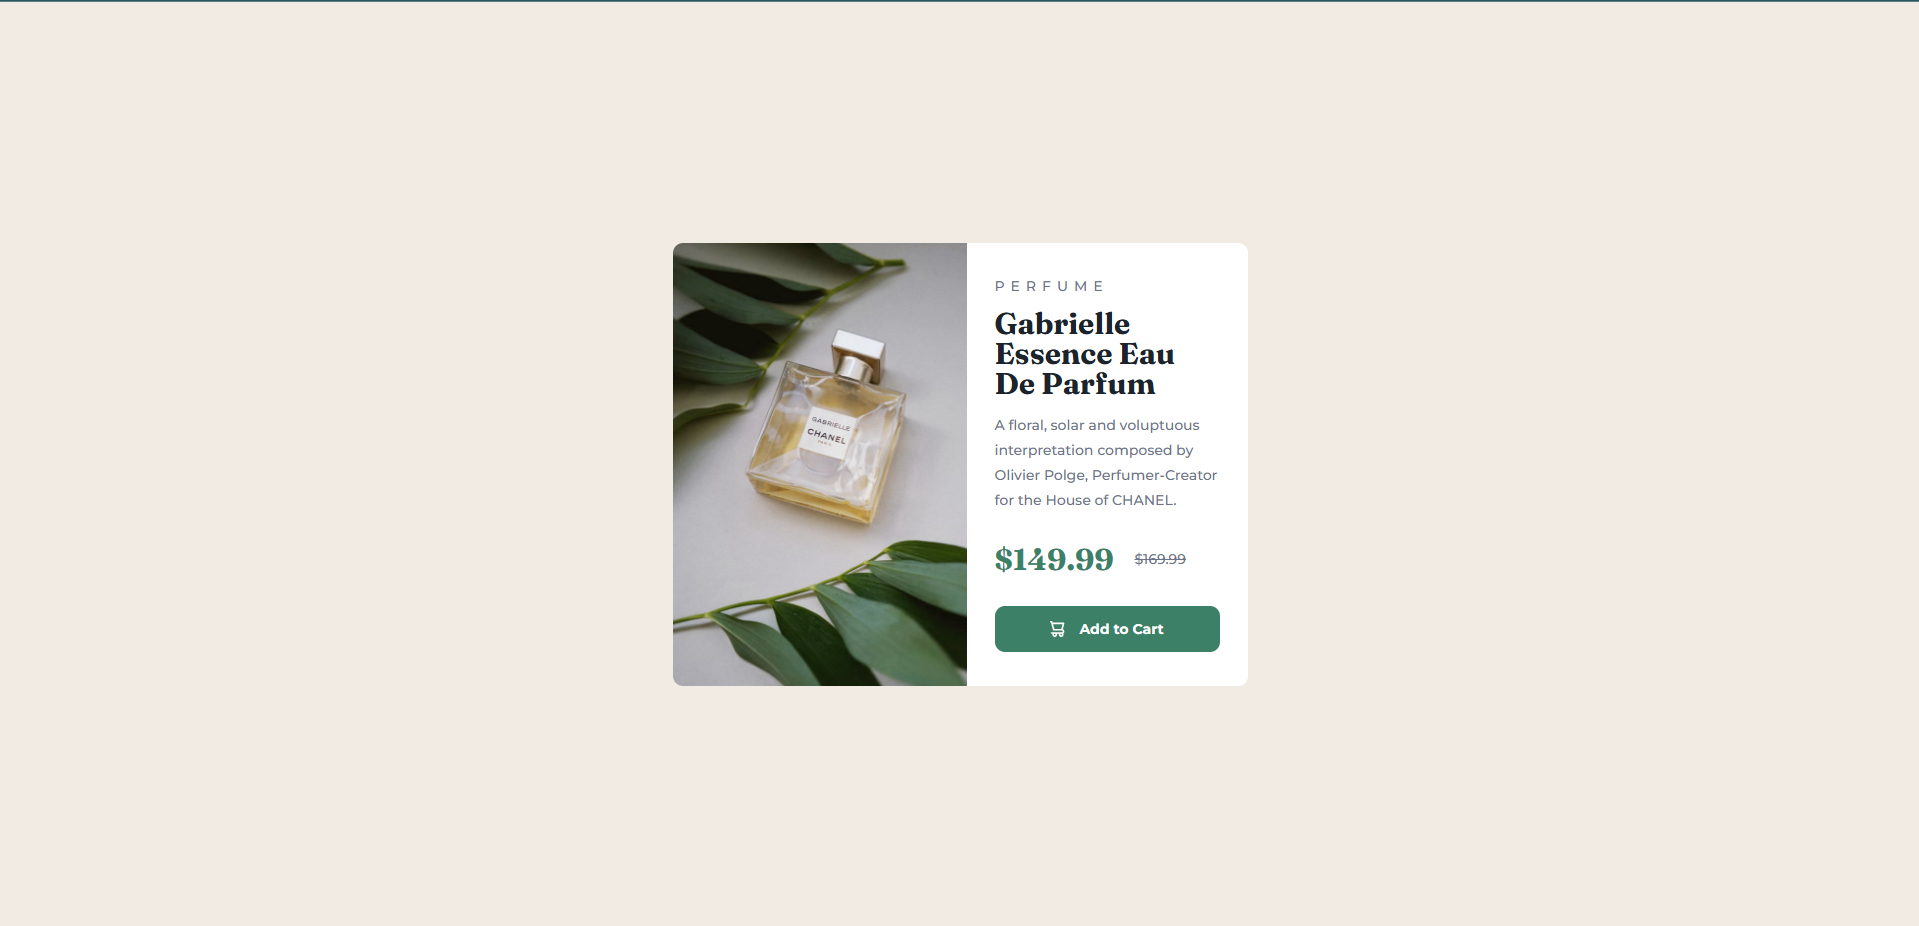 GABRIELLE
CHANEL
PARIS
PERFUME
Gabrielle
Essence Eau
De Parfum
A floral, solar and voluptuous
interpretation composed by
Olivier Polge, Perfumer-Creator
for the House of CHANEL.
$149.99 $169.99
Add to Cart